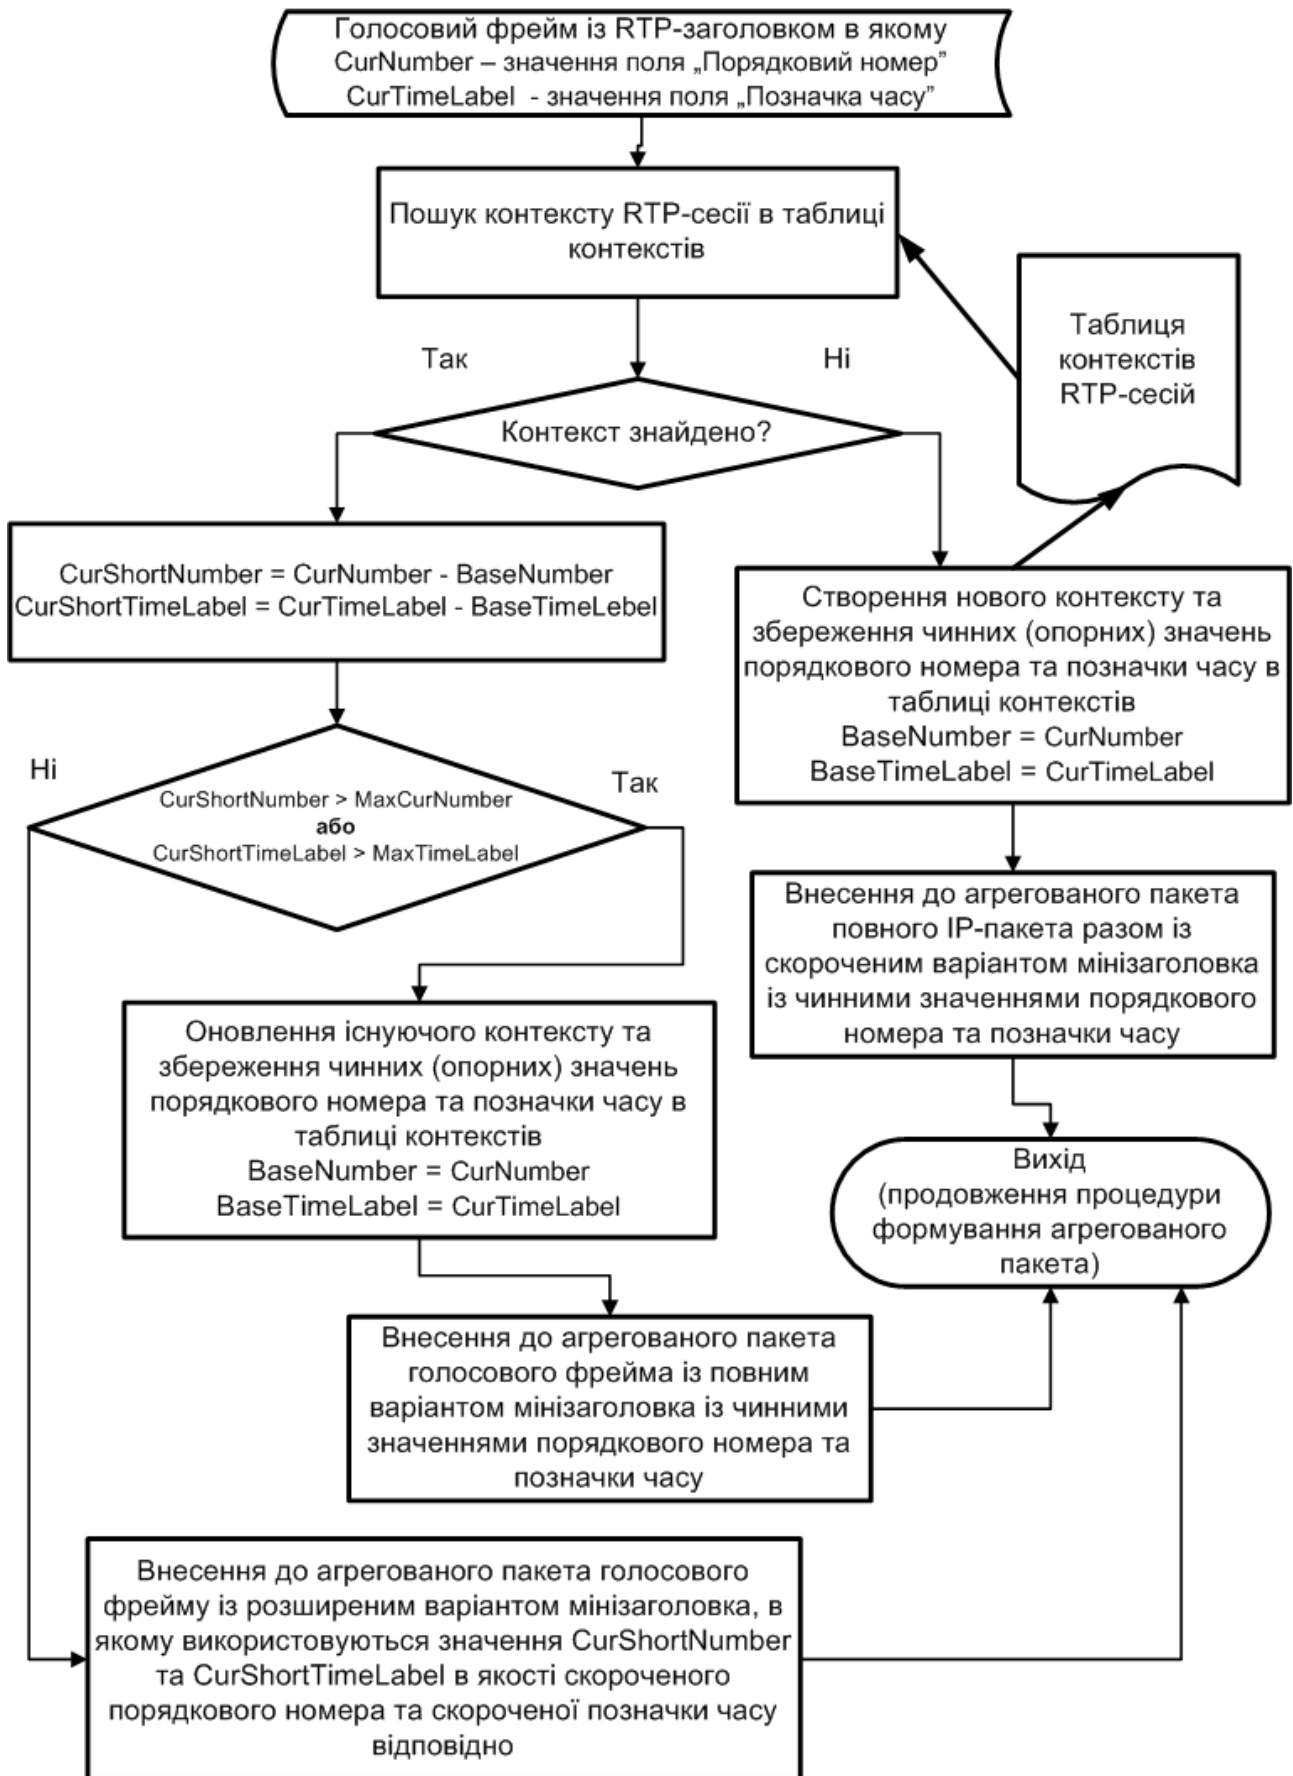 Голосовий фрейм із RTP-заголовком в якому
CurNumber – значення поля „Порядковий номер”
CurTimeLabel - значення поля „Позначка часу”
Пошук контексту RTP-сесії в таблиці
контекстів
Таблиця
контекстів
RTP-сесій
Так
Ні
Контекст знайдено?
CurShortNumber = CurNumber - BaseNumber
CurShortTimeLabel = CurTimeLabel - BaseTimeLebel
Створення нового контексту та
збереження чинних (опорних) значень
порядкового номера та позначки часу в
таблиці контекстів
BaseNumber = CurNumber
BaseTimeLabel = CurTimeLabel
Ні
Так
CurShortNumber > MaxCurNumber
або
CurShortTimeLabel > MaxTimeLabel
Внесення до агрегованого пакета
повного IP-пакета разом із
скороченим варіантом мінізаголовка
із чинними значеннями порядкового
номера та позначки часу
Оновлення існуючого контексту та
збереження чинних (опорних) значень
порядкового номера та позначки часу в
таблиці контекстів
BaseNumber = CurNumber
BaseTimeLabel = CurTimeLabel
Вихід
(продовження процедури
формування агрегованого
пакета)
Внесення до агрегованого пакета
голосового фрейма із повним
варіантом мінізаголовка із чинними
значеннями порядкового номера та
позначки часу
Внесення до агрегованого пакета голосового
фрейму із розширеним варіантом мінізаголовка, в
якому використовуються значення CurShortNumber
та CurShortTimeLabel в якості скороченого
порядкового номера та скороченої позначки часу
відповідно